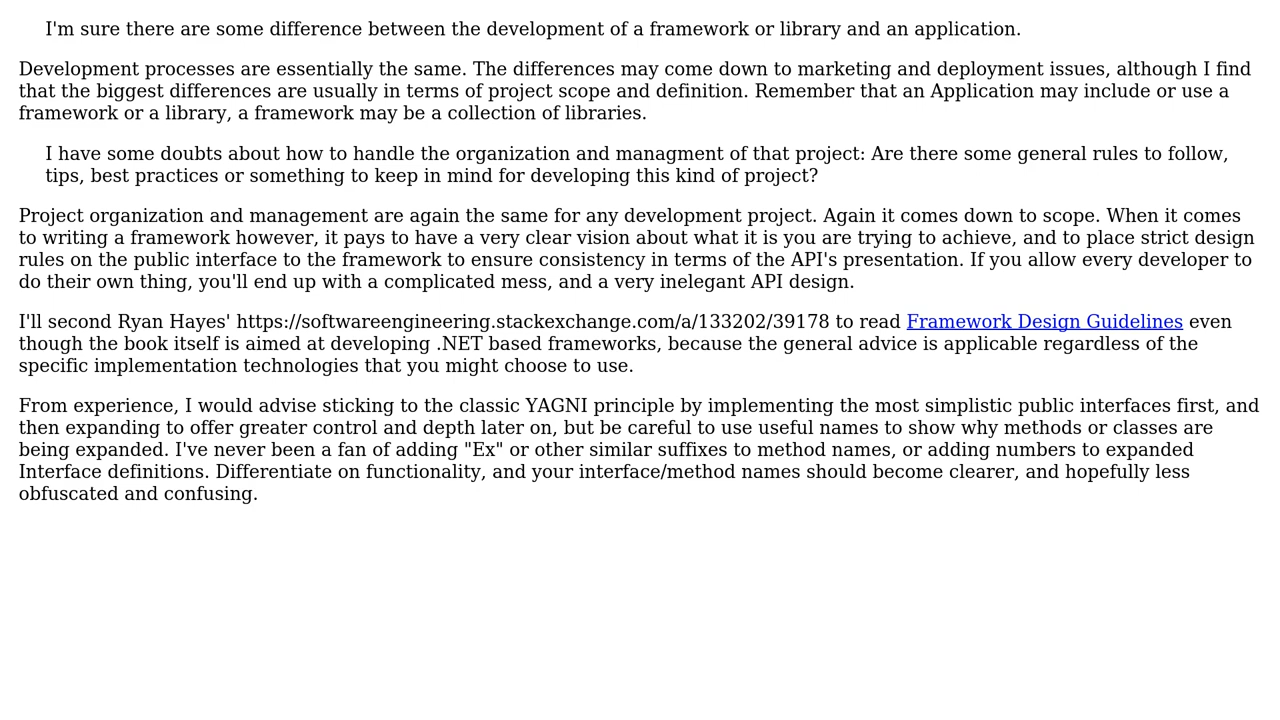 I'm sure there are some difference between the development of a framework or library and an application.
Development processes are essentially the same. The differences may come down to marketing and deployment issues, although I find
that the biggest differences are usually in terms of project scope and definition. Remember that an Application may include or use a
framework or a library, a framework may be a collection of libraries.
I have some doubts about how to handle the organization and managment of that project: Are there some general rules to follow,
tips, best practices or something to keep in mind for developing this kind of project?
Project organization and management are again the same for any development project. Again it comes down to scope. When it comes
to writing a framework however, it pays to have a very clear vision about what it is you are trying to achieve, and to place strict design
rules on the public interface to the framework to ensure consistency in terms of the API's presentation. If you allow every developer to
do their own thing, you'll end up with a complicated mess, and a very inelegant API design.
I'll second Ryan Hayes' https://softwareengineering.stackexchange.com/a/133202/39178 to read Framework Design Guidelines even
though the book itself is aimed at developing .NET based frameworks, because the general advice is applicable regardless of the
specific implementation technologies that you might choose to use.
From experience, I would advise sticking to the classic YAGNI principle by implementing the most simplistic public interfaces first, and
then expanding to offer greater control and depth later on, but be careful to use useful names to show why methods or classes are
being expanded. I've never been a fan of adding "Ex" or other similar suffixes to method names, or adding numbers to expanded
Interface definitions. Differentiate on functionality, and your interface/method names should become clearer, and hopefully less
obfuscated and confusing.